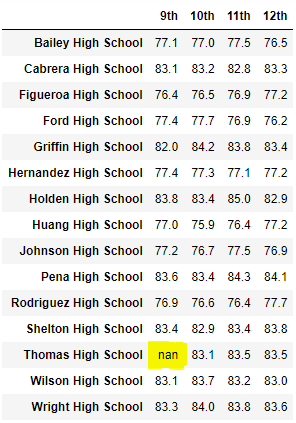 9th 10th 11th 12th
Bailey High School 77.1 77.0 77.5 76.5
Cabrera High School 83.1 83.2 82.8 83.3
Figueroa High School 76.4 76.5 76.9 77.2
Ford High School 77.4 77.7 76.9 76.2
Griffin High School 82.0 84.2 83.8 83.4
Hernandez High School 77.4 77.3 77.1 77.2
Holden High School 83.8 83.4 85.0 82.9
Huang High School 77.0 75.9 76.4 77.2
Johnson High School 77.2 76.7 77.5 76.9
Pena High School 83.6 83.4 84.3 84.1
Rodriguez High School 76.9 76.6 76.4 77.7
Shelton High School 83.4 82.9 83.4 83.8
Thomas High School nan 83.1 83.5 83.5
Wilson High School 83.1 83.7 83.2 83.0
Wright High School 83.3 84.0 83.8 83.6